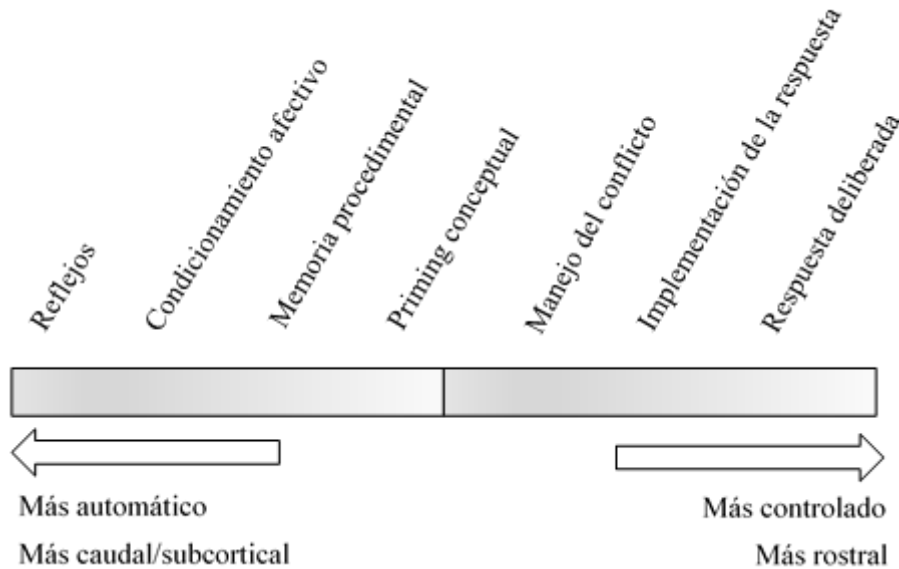 Reflejos
Condicionamiento afectivo
Memoria procedimental
Priming conceptual
Manejo del conflicto
Implementación de la respuesta
Respuesta deliberada
Más automático
Más caudal/subcortical
Más controlado
Más rostral